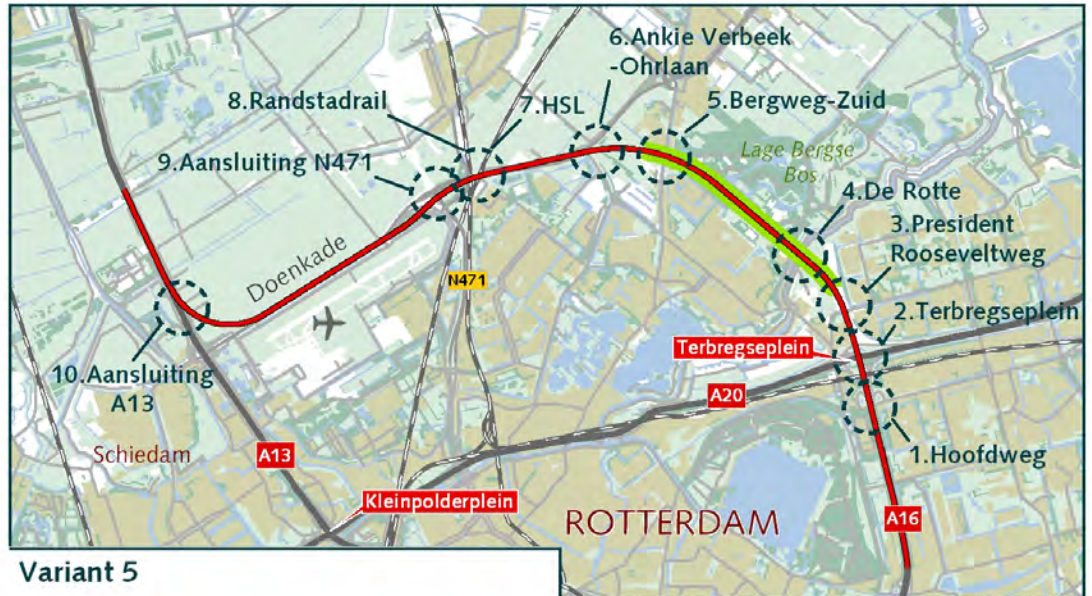 6.Ankie Verbeek
-Ohrlaan
8.Randstadrail
7.HSL
5.Bergweg-Zuid
9.Aansluiting N471
Lage Bergse
Bos
4.De Rotte
3.President
Rooseveltweg
Doenkade
N471
2.Terbregseplein
Terbregseplein
10.Aansluiting
A13
A20
Schiedam
A13
1.Hoofdweg
Kleinpolderplein
ROTTERDAM
A16
Variant 5